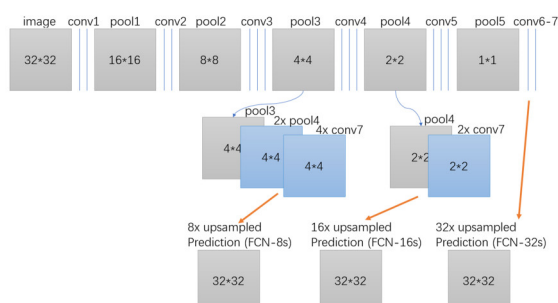 image conv1 pool1 conv2 pool2 conv3 pool3 conv4 pool4 conv5 pool5 conv6-7
32*32 16*16 8*8 4*4 2*2 1*1
pool3
2x pool4
4x conv7
4*4 4*4 4*4
pool4
2x conv7
2*2 2*2
8x upsampled
Prediction (FCN-8s)
16x upsampled
Prediction (FCN-16s)
32x upsampled
Prediction (FCN-32s)
32*32 32*32 32*32